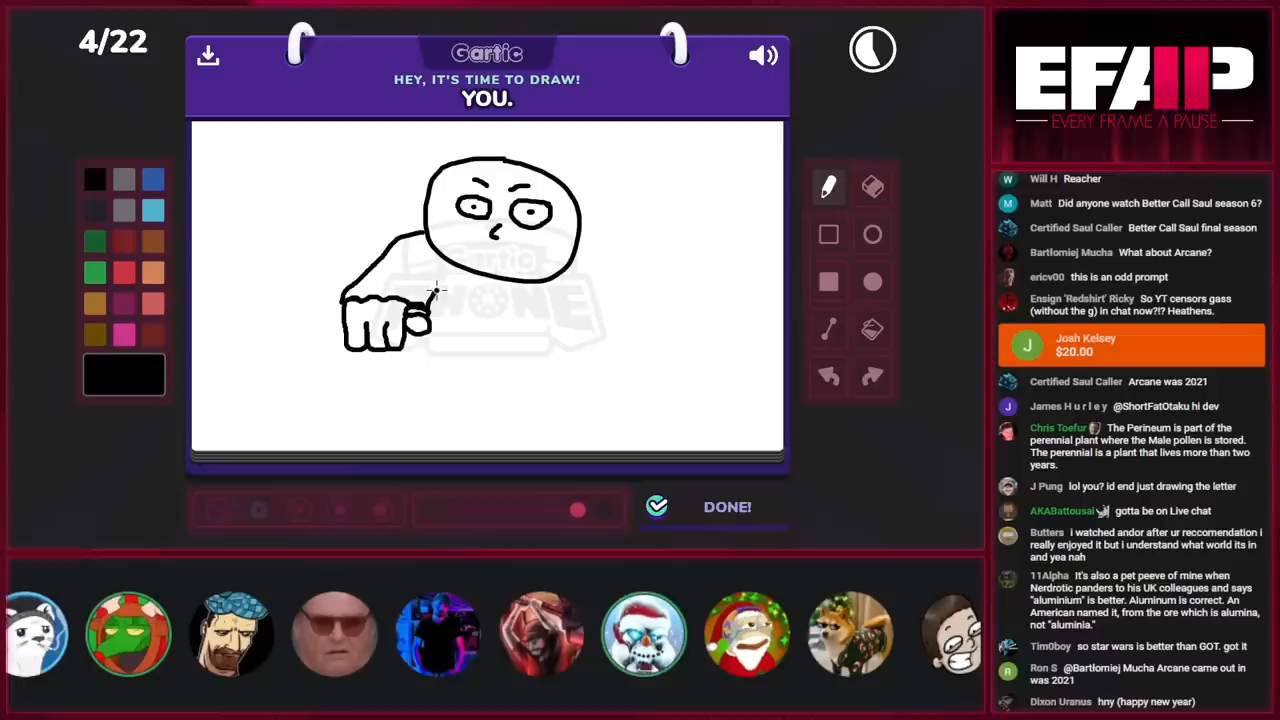 4/22
Gartic
HEY, IT'S TIME TO DRAW!
YOU.
Gartic
DONE!
EFAP
EVERY FRAME A PAUSE
Will H Reacher
Matt Did anyone watch Better Call Saul season 6?
Certified Saul Caller Better Call Saul final season
Bartłomiej Mucha What about Arcane?
ericv00 this is an odd prompt
Ensign 'Redshirt' Ricky So YT censors gass
(without the g) in chat now?!? Heathens.
Josh Kelsey
$20.00
Certified Saul Caller Arcane was 2021
James H u r l e y @ShortFatOtaku hi dev
Chris Toefur The Perineum is part of the
perennial plant where the Male pollen is stored.
The perennial is a plant that lives more than two
years.
J Pung lol you? id end just drawing the letter
AKABattousai gotta be on Live chat
Butters i watched andor after ur reccomendation i
really enjoyed it but i understand what world its in
and yea nah
11Alpha It's also a pet peeve of mine when
Nerdrotic panders to his UK colleagues and says
"aluminium" is better. Aluminum is correct. An
American named it, from the ore which is alumina,
not "aluminia."
Tim0boy so star wars is better than GOT. got it
Ron S @Bartłomiej Mucha Arcane came out in
was 2021
Dixon Uranus hny (happy new year)